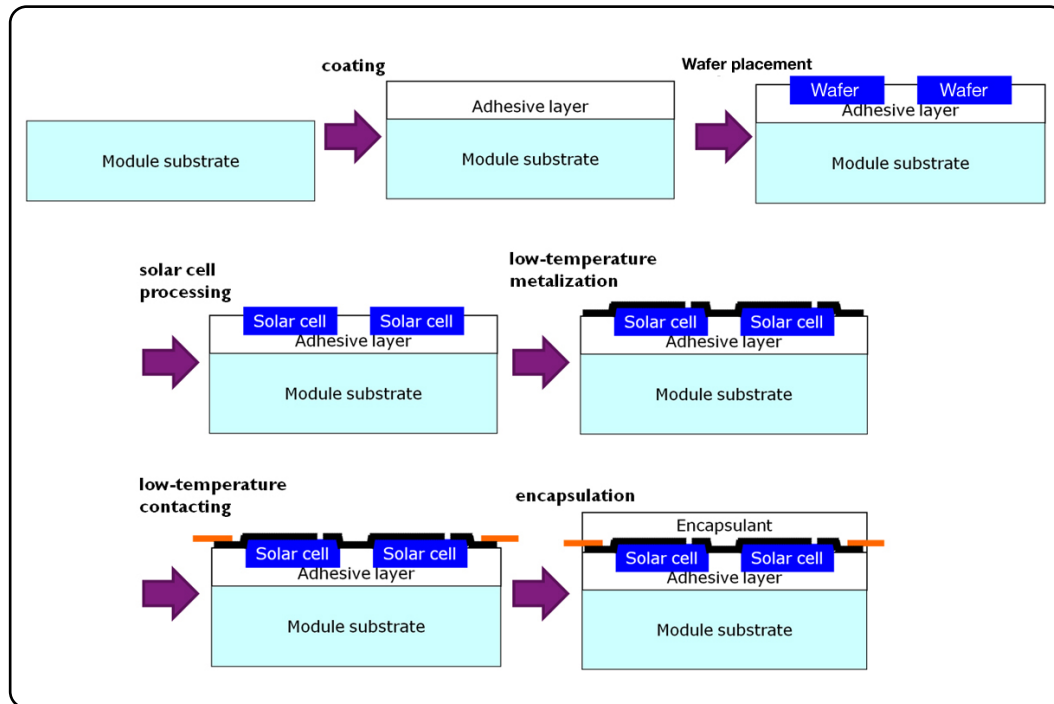 coating
Wafer placement
Module substrate
Adhesive layer
Module substrate
Wafer Wafer
Adhesive layer
Module substrate
solar cell
processing
low-temperature
metalization
Solar cell Solar cell
Adhesive layer
Module substrate
Solar cell Solar cell
Adhesive layer
Module substrate
low-temperature
contacting
encapsulation
Solar cell Solar cell
Adhesive layer
Module substrate
Encapsulant
Solar cell Solar cell
Adhesive layer
Module substrate